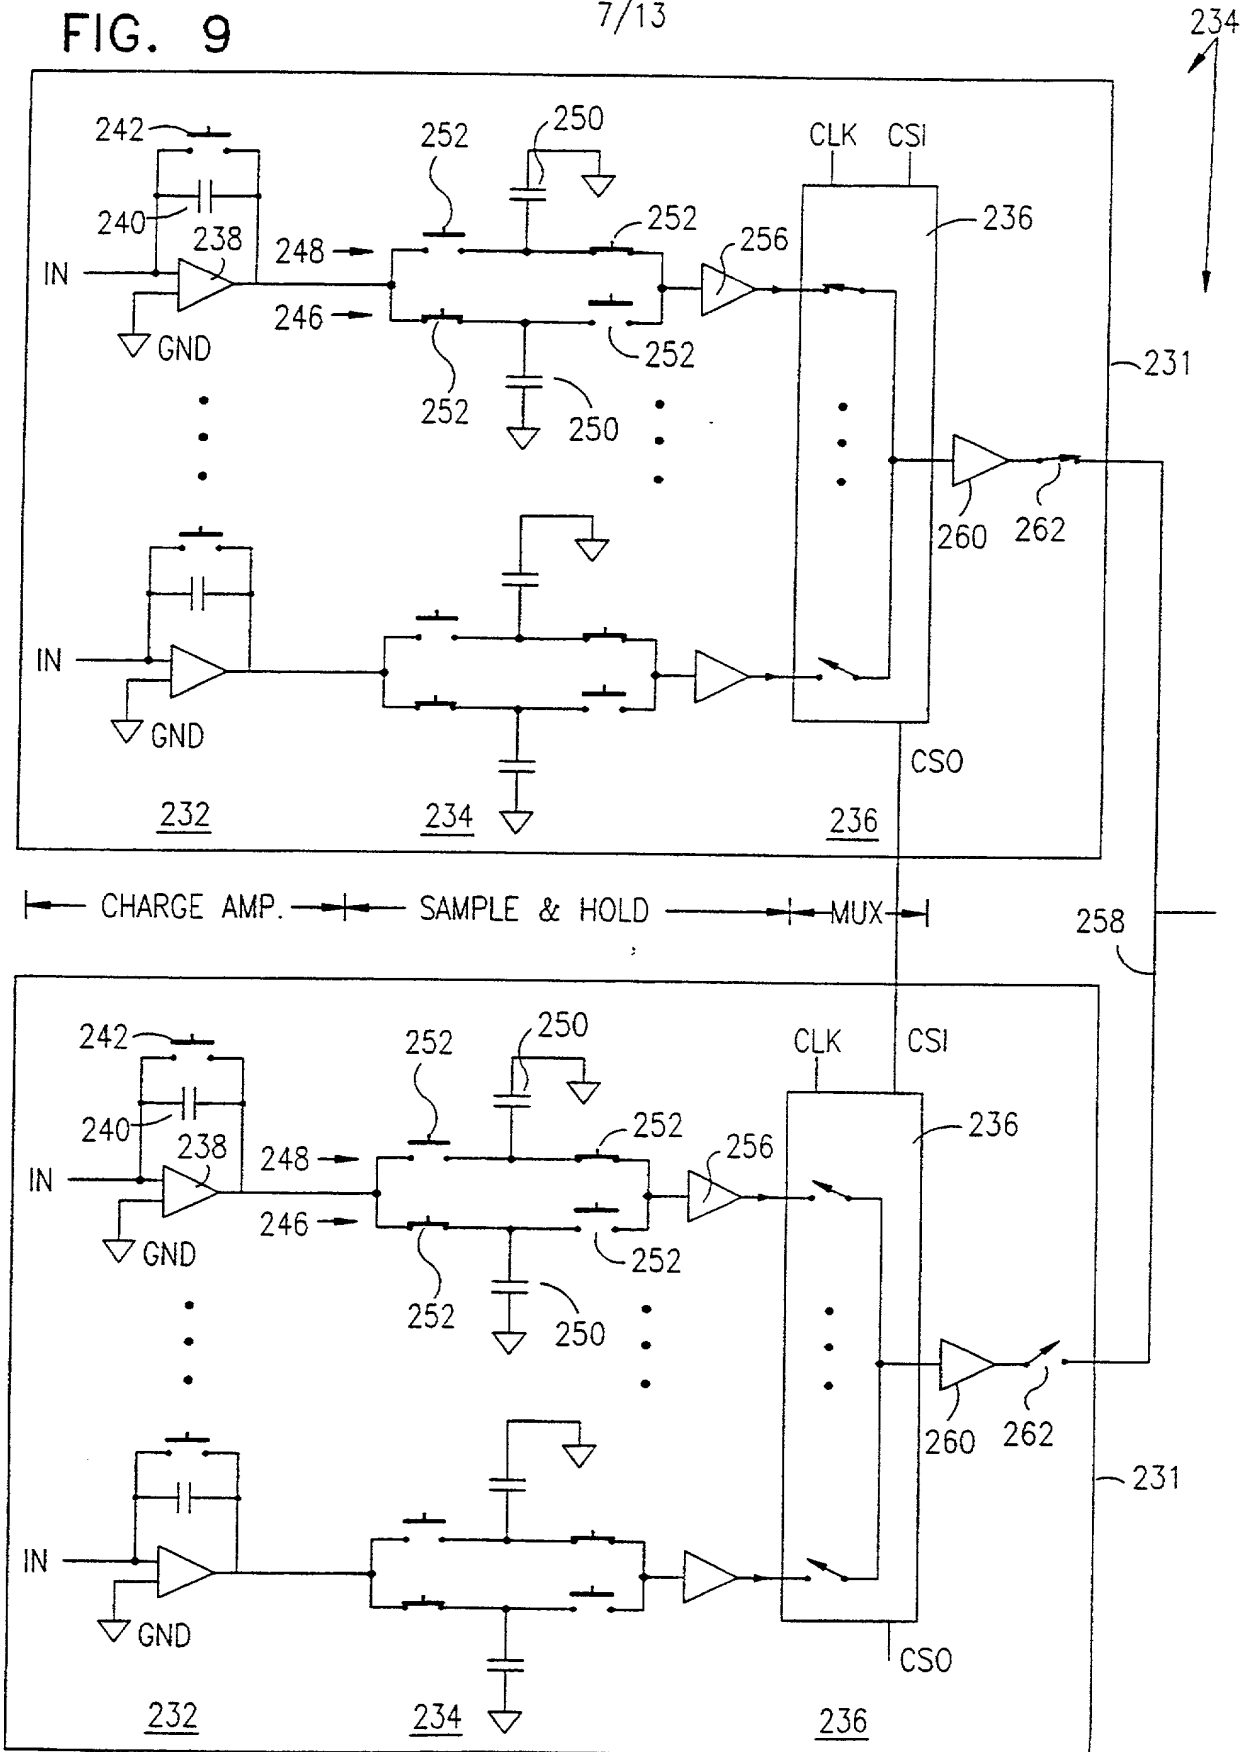 FIG. 9
7/13
234
242
252
250
CLK CSI
240
238
248
252
256
236
IN
246
GND
252
250
252
231
260
262
IN
GND
CSO
232
234
236
CHARGE AMP. SAMPLE & HOLD MUX
258
242
252
250
CLK CSI
240
238
248
252
256
236
IN
246
GND
252
250
252
260
262
231
IN
GND
CSO
232
234
236